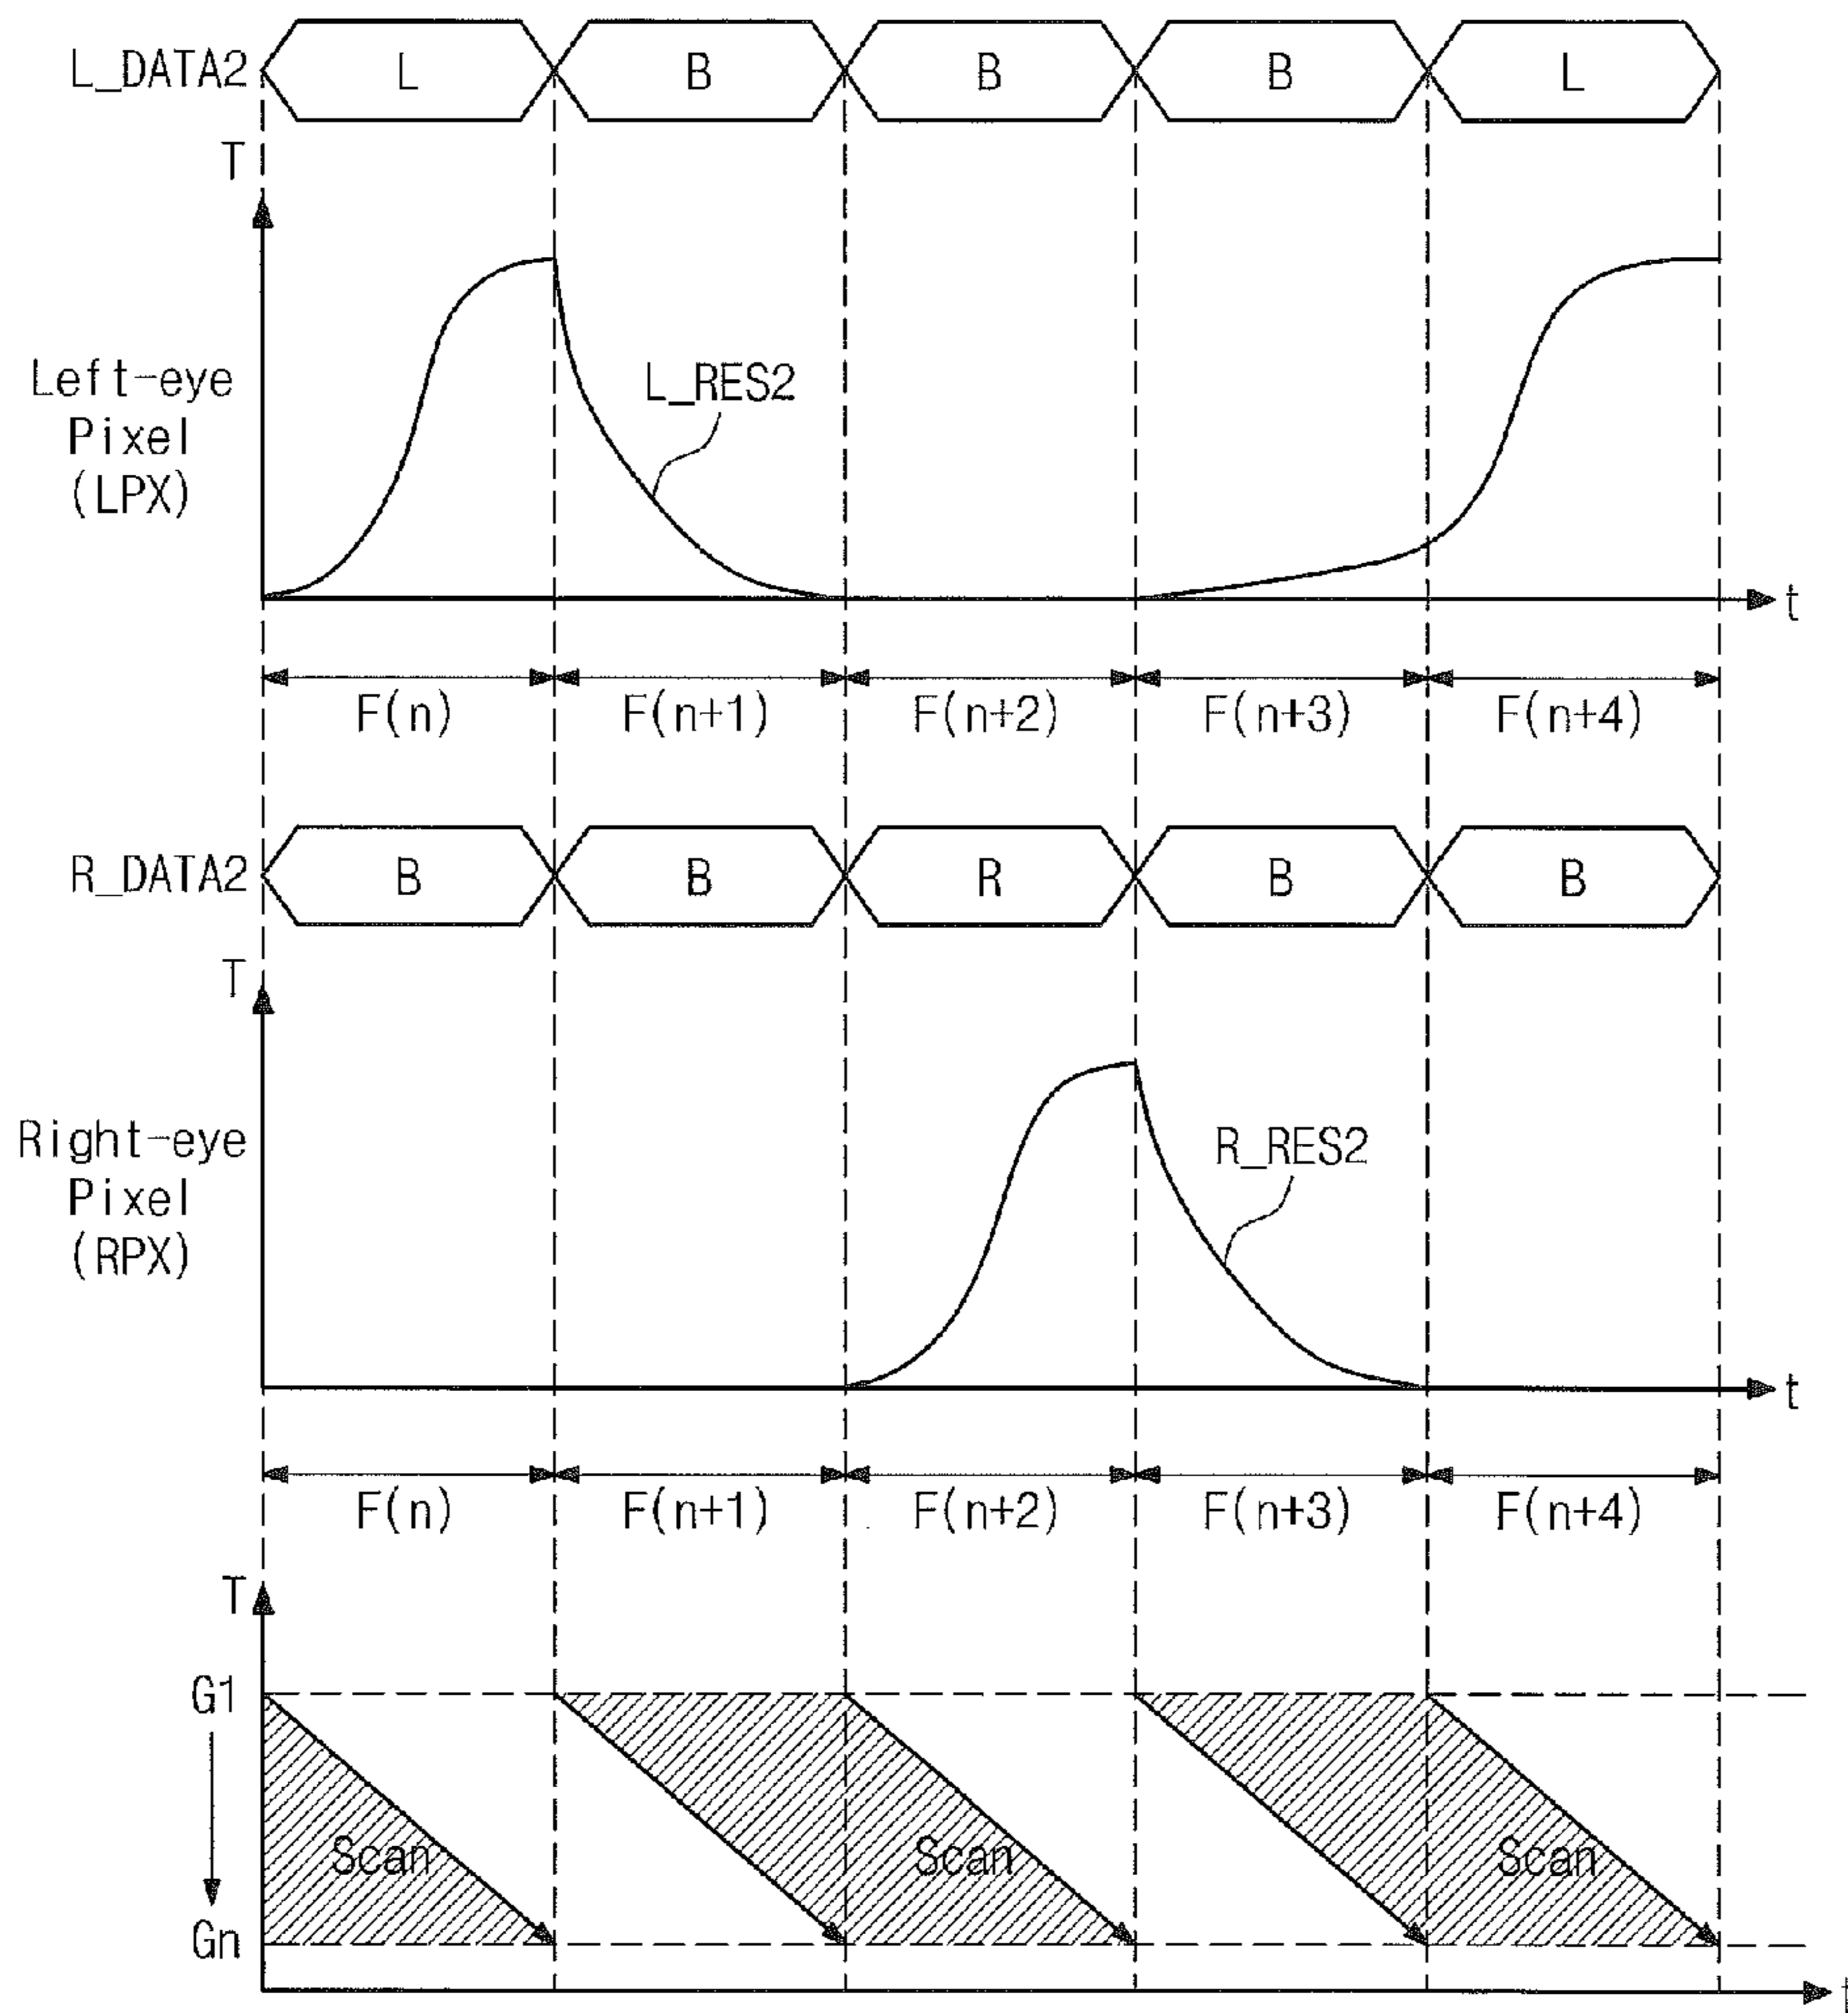 L_DATA2 L B B B L
T
Left-eye
Pixel
(LPX)
L_RES2
t
F(n) F(n+1) F(n+2) F(n+3) F(n+4)
R_DATA2 B B R B B
T
Right-eye
Pixel
(RPX)
R_RES2
t
F(n) F(n+1) F(n+2) F(n+3) F(n+4)
T
G1
Scan Scan Scan
Gn
t